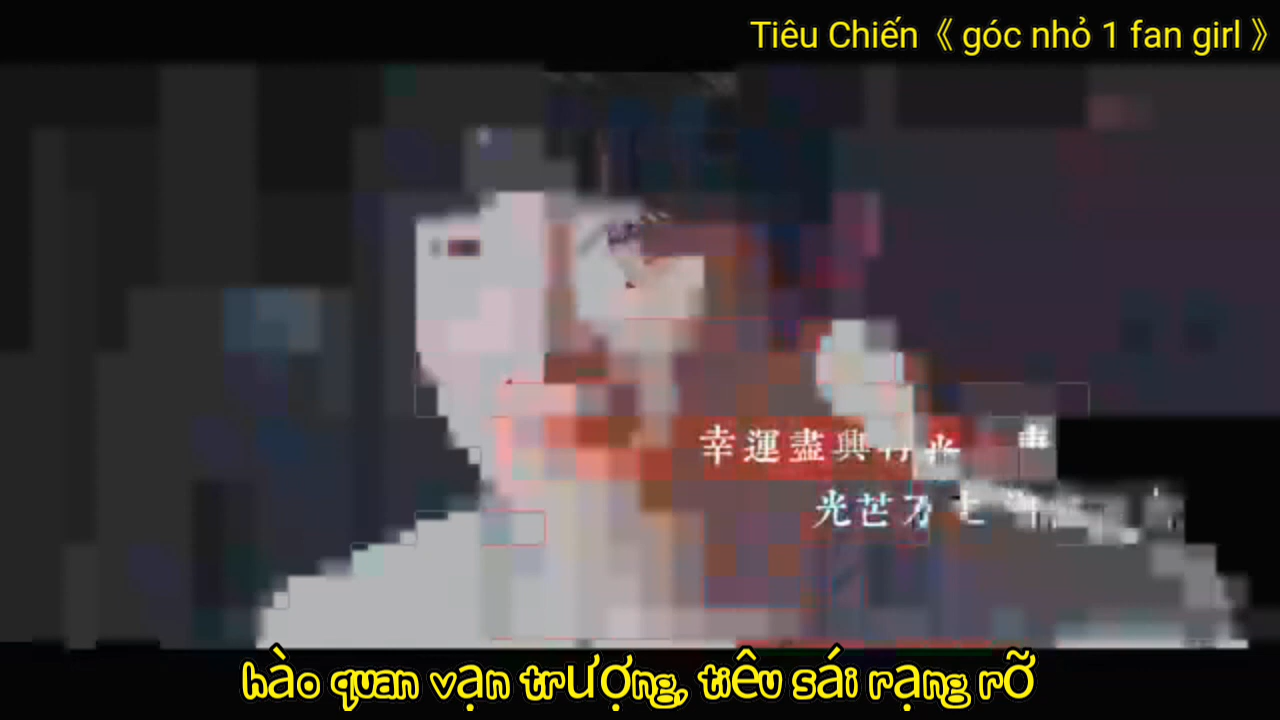 Tiêu Chiến《 góc nhỏ 1 fan girl 》
幸運盡興
光芒
hào quan vạn trượng, tiêu sái rạng rỡ